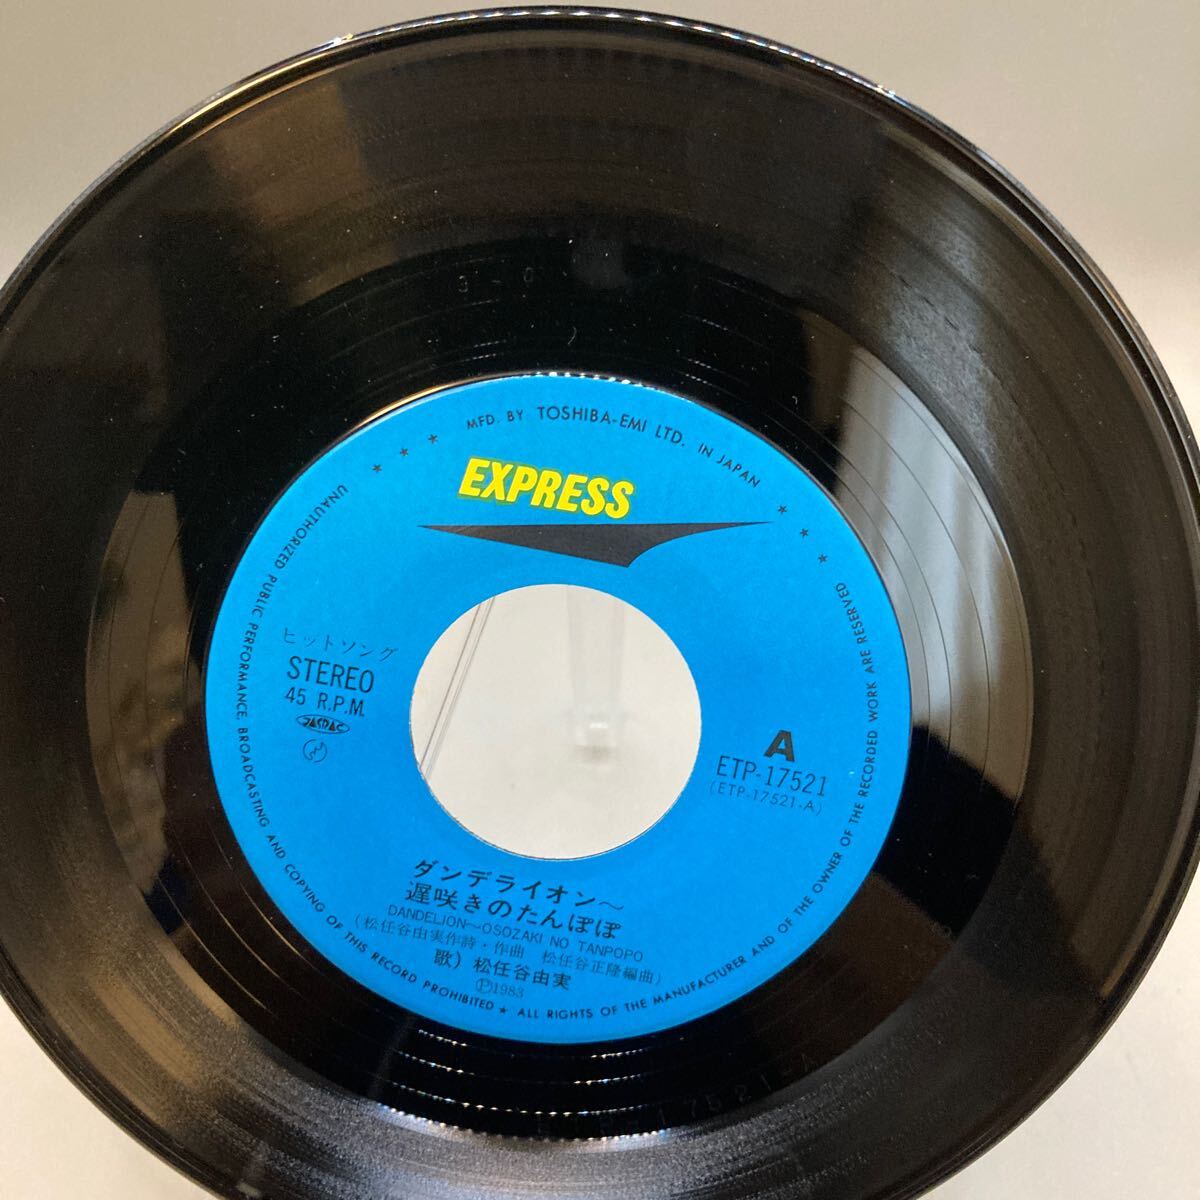 MFD. BY TOSHIBA-EMI LTD. IN JAPAN
EXPRESS
ヒットソング
STEREO
45 R.P.M.
JASRAC
A
ETP-17521
(ETP-17521-A)
ダンデライオン〜
遅咲きのたんぽぽ
DANDELION〜OSOZAKI NO TANPOPO
(松任谷由実作詩・作曲 松任谷正隆編曲)
歌) 松任谷由実
Ⓟ1983
UNAUTHORIZED PUBLIC PERFORMANCE, BROADCASTING AND COPYING OF THIS RECORD PROHIBITED ★ ALL RIGHTS OF THE MANUFACTURER AND OF THE OWNER OF THE RECORDED WORK ARE RESERVED